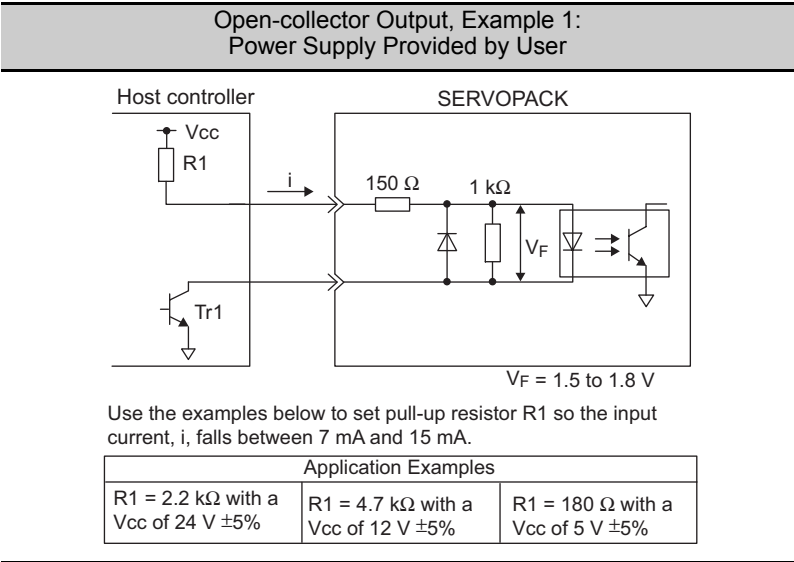 Open-collector Output, Example 1:
Power Supply Provided by User
Host controller
SERVOPACK
Vcc
R1
i
150 Ω
1 kΩ
VF
Tr1
VF = 1.5 to 1.8 V
Use the examples below to set pull-up resistor R1 so the input
current, i, falls between 7 mA and 15 mA.
Application Examples
R1 = 2.2 kΩ with a
Vcc of 24 V ±5%
R1 = 4.7 kΩ with a
Vcc of 12 V ±5%
R1 = 180 Ω with a
Vcc of 5 V ±5%